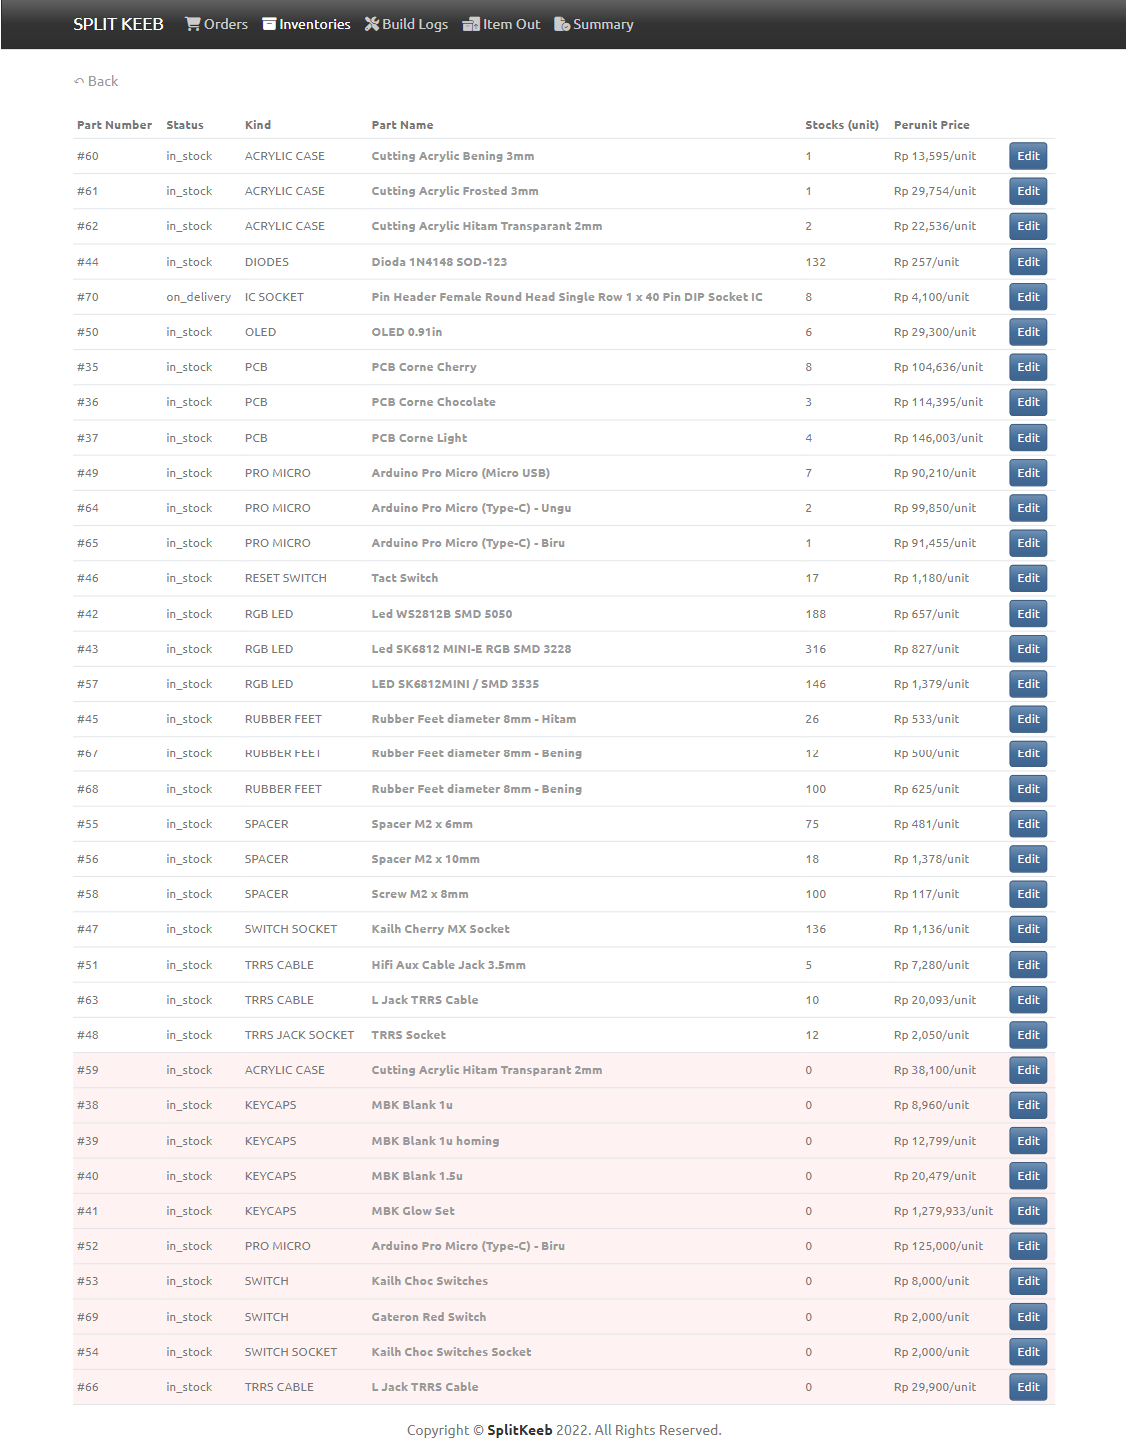 SPLIT KEEB Orders Inventories Build Logs Item Out Summary
Back
Part Number Status Kind Part Name Stocks (unit) Perunit Price
#60 in_stock ACRYLIC CASE Cutting Acrylic Bening 3mm 1 Rp 13,595/unit Edit
#61 in_stock ACRYLIC CASE Cutting Acrylic Frosted 3mm 1 Rp 29,754/unit Edit
#62 in_stock ACRYLIC CASE Cutting Acrylic Hitam Transparant 2mm 2 Rp 22,536/unit Edit
#44 in_stock DIODES Dioda 1N4148 SOD-123 132 Rp 257/unit Edit
#70 on_delivery IC SOCKET Pin Header Female Round Head Single Row 1 x 40 Pin DIP Socket IC 8 Rp 4,100/unit Edit
#50 in_stock OLED OLED 0.91in 6 Rp 29,300/unit Edit
#35 in_stock PCB PCB Corne Cherry 8 Rp 104,636/unit Edit
#36 in_stock PCB PCB Corne Chocolate 3 Rp 114,395/unit Edit
#37 in_stock PCB PCB Corne Light 4 Rp 146,003/unit Edit
#49 in_stock PRO MICRO Arduino Pro Micro (Micro USB) 7 Rp 90,210/unit Edit
#64 in_stock PRO MICRO Arduino Pro Micro (Type-C) - Ungu 2 Rp 99,850/unit Edit
#65 in_stock PRO MICRO Arduino Pro Micro (Type-C) - Biru 1 Rp 91,455/unit Edit
#46 in_stock RESET SWITCH Tact Switch 17 Rp 1,180/unit Edit
#42 in_stock RGB LED Led WS2812B SMD 5050 188 Rp 657/unit Edit
#43 in_stock RGB LED Led SK6812 MINI-E RGB SMD 3228 316 Rp 827/unit Edit
#57 in_stock RGB LED LED SK6812MINI / SMD 3535 146 Rp 1,379/unit Edit
#45 in_stock RUBBER FEET Rubber Feet diameter 8mm - Hitam 26 Rp 533/unit Edit
#67 in_stock RUBBER FEET Rubber Feet diameter 8mm - Bening 12 Rp 500/unit Edit
#68 in_stock RUBBER FEET Rubber Feet diameter 8mm - Bening 100 Rp 625/unit Edit
#55 in_stock SPACER Spacer M2 x 6mm 75 Rp 481/unit Edit
#56 in_stock SPACER Spacer M2 x 10mm 18 Rp 1,378/unit Edit
#58 in_stock SPACER Screw M2 x 8mm 100 Rp 117/unit Edit
#47 in_stock SWITCH SOCKET Kailh Cherry MX Socket 136 Rp 1,136/unit Edit
#51 in_stock TRRS CABLE Hifi Aux Cable Jack 3.5mm 5 Rp 7,280/unit Edit
#63 in_stock TRRS CABLE L Jack TRRS Cable 10 Rp 20,093/unit Edit
#48 in_stock TRRS JACK SOCKET TRRS Socket 12 Rp 2,050/unit Edit
#59 in_stock ACRYLIC CASE Cutting Acrylic Hitam Transparant 2mm 0 Rp 38,100/unit Edit
#38 in_stock KEYCAPS MBK Blank 1u 0 Rp 8,960/unit Edit
#39 in_stock KEYCAPS MBK Blank 1u homing 0 Rp 12,799/unit Edit
#40 in_stock KEYCAPS MBK Blank 1.5u 0 Rp 20,479/unit Edit
#41 in_stock KEYCAPS MBK Glow Set 0 Rp 1,279,933/unit Edit
#52 in_stock PRO MICRO Arduino Pro Micro (Type-C) - Biru 0 Rp 125,000/unit Edit
#53 in_stock SWITCH Kailh Choc Switches 0 Rp 8,000/unit Edit
#69 in_stock SWITCH Gateron Red Switch 0 Rp 2,000/unit Edit
#54 in_stock SWITCH SOCKET Kailh Choc Switches Socket 0 Rp 2,000/unit Edit
#66 in_stock TRRS CABLE L Jack TRRS Cable 0 Rp 29,900/unit Edit
Copyright © SplitKeeb 2022. All Rights Reserved.